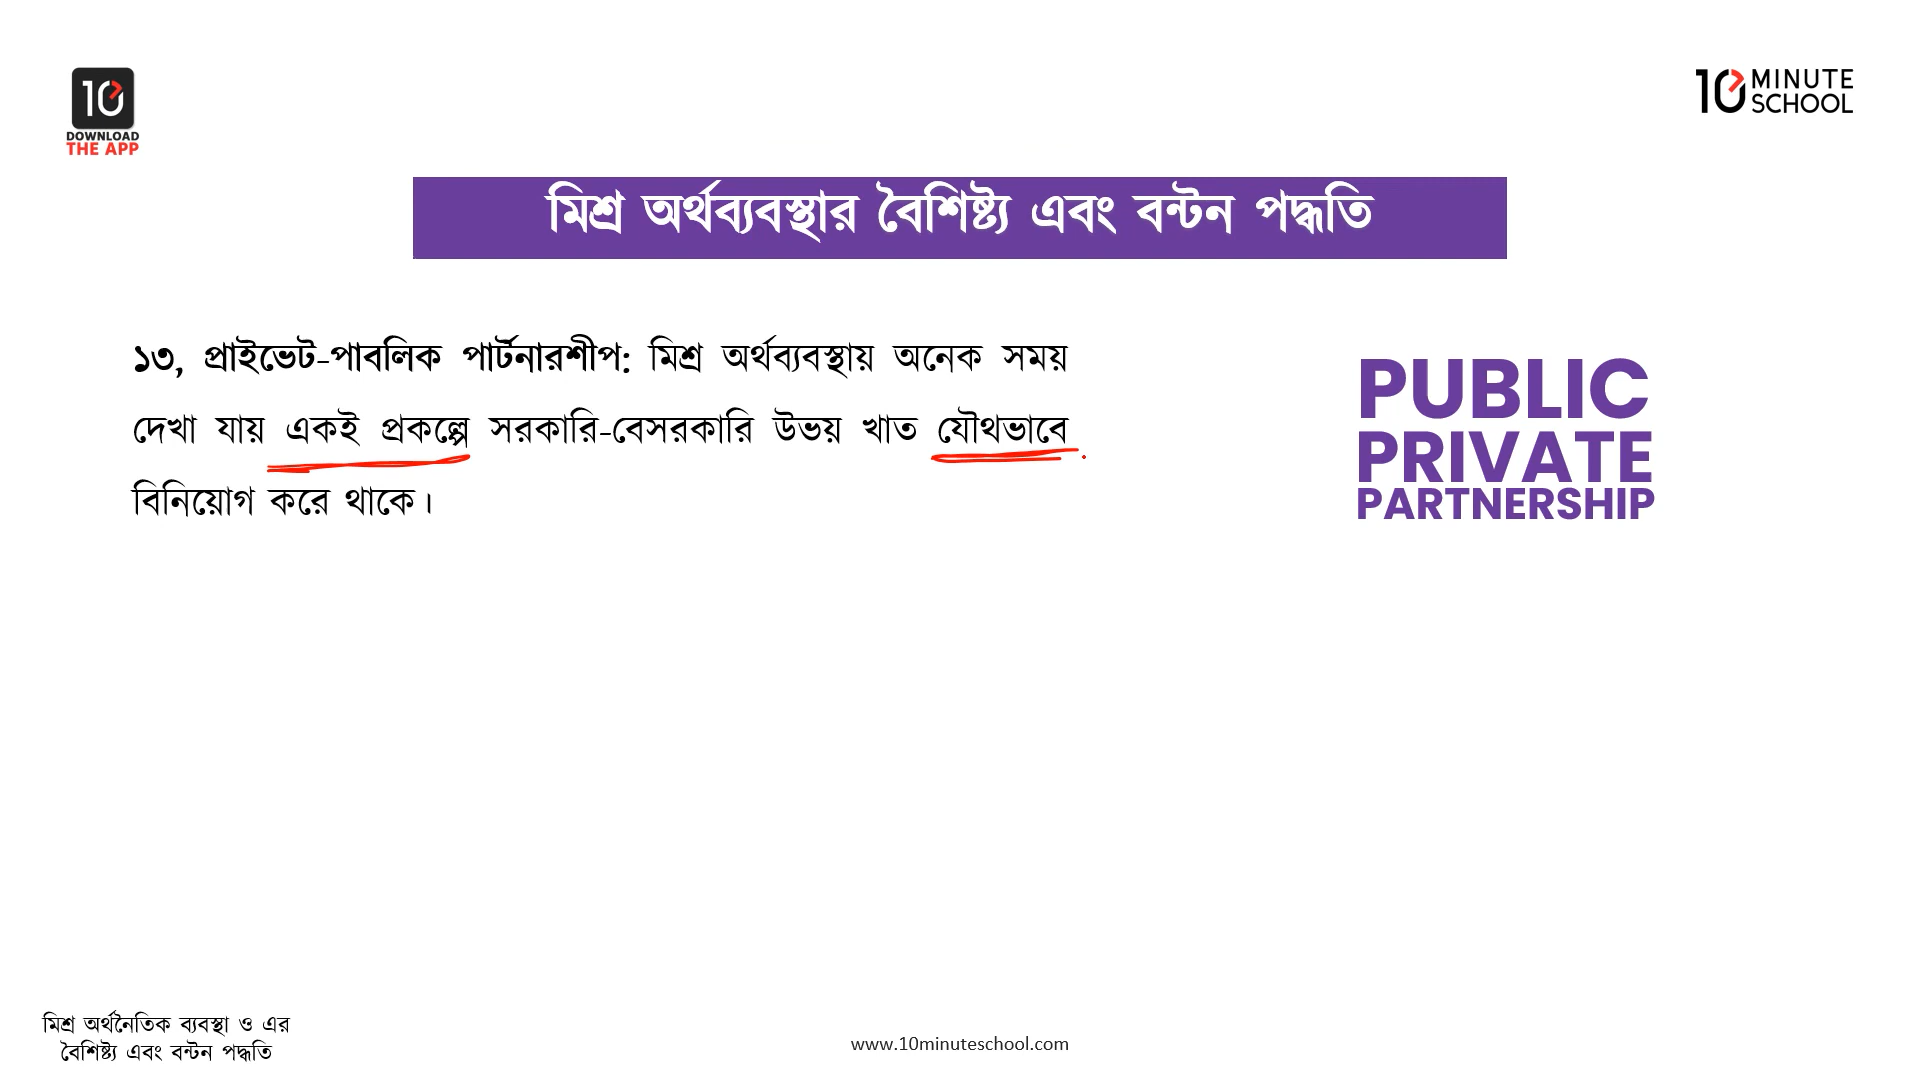 10
DOWNLOAD
THE APP
10 MINUTE
SCHOOL
মিশ্র অর্থব্যবস্থার বৈশিষ্ট্য এবং বন্টন পদ্ধতি
১৩, প্রাইভেট-পাবলিক পার্টনারশীপ: মিশ্র অর্থব্যবস্থায় অনেক সময়
দেখা যায় একই প্রকল্পে সরকারি-বেসরকারি উভয় খাত যৌথভাবে
বিনিয়োগ করে থাকে।
PUBLIC
PRIVATE
PARTNERSHIP
মিশ্র অর্থনৈতিক ব্যবস্থা ও এর
বৈশিষ্ট্য এবং বন্টন পদ্ধতি
www.10minuteschool.com